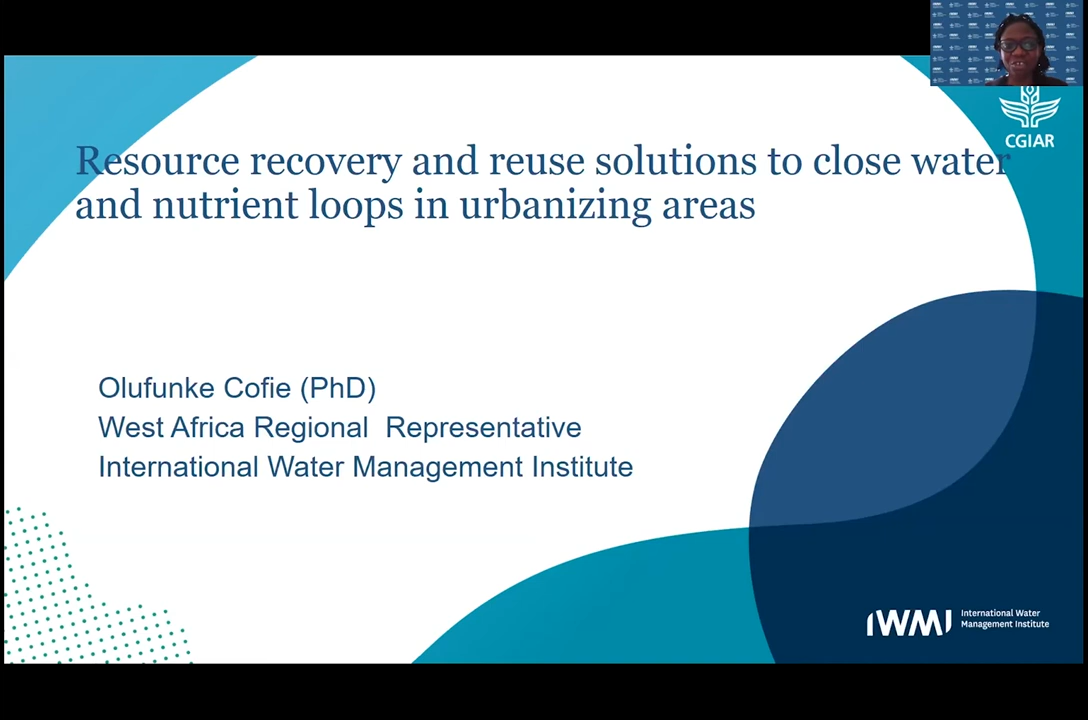 CGIAR
Resource recovery and reuse solutions to close water
and nutrient loops in urbanizing areas
Olufunke Cofie (PhD)
West Africa Regional  Representative
International Water Management Institute
IWMI
International Water
Management Institute